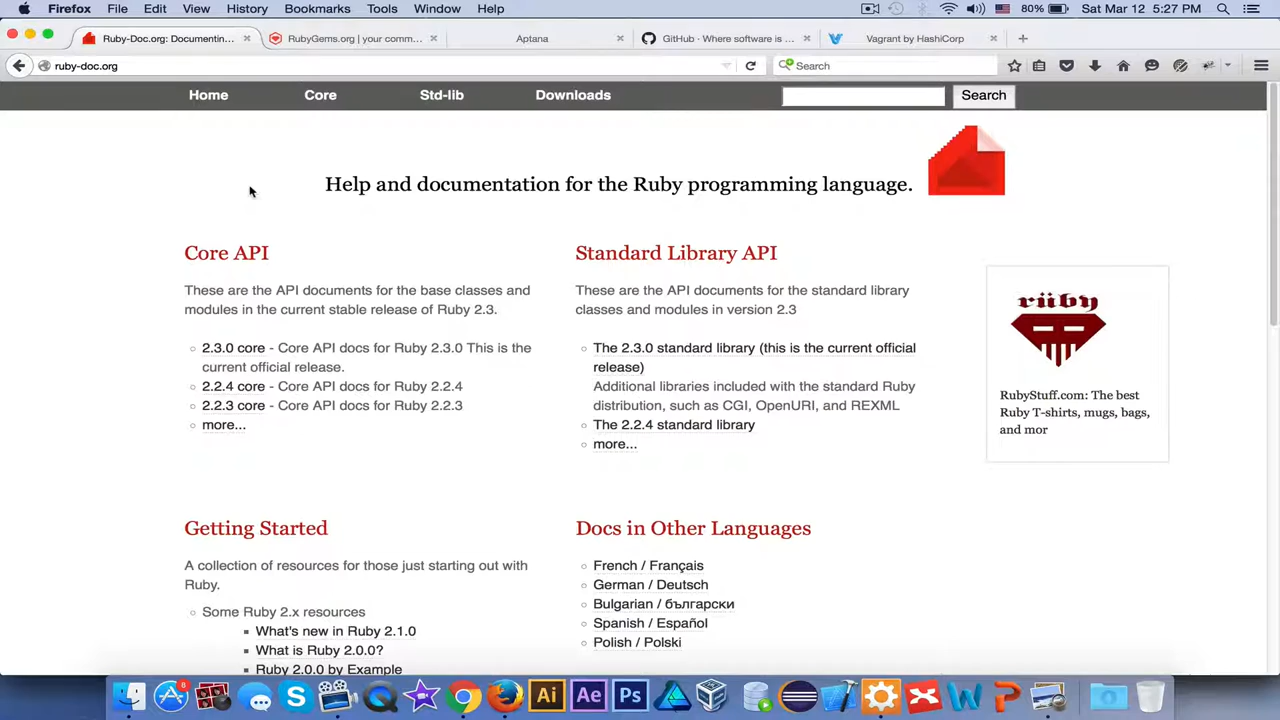 Firefox File Edit View History Bookmarks Tools Window Help 80% Sat Mar 12 5:27 PM
Ruby-Doc.org: Documentin... RubyGems.org | your comm... Aptana GitHub · Where software is ... Vagrant by HashiCorp
ruby-doc.org Search
Home Core Std-lib Downloads Search
Help and documentation for the Ruby programming language.
Core API
These are the API documents for the base classes and
modules in the current stable release of Ruby 2.3.
2.3.0 core - Core API docs for Ruby 2.3.0 This is the
current official release.
2.2.4 core - Core API docs for Ruby 2.2.4
2.2.3 core - Core API docs for Ruby 2.2.3
more...
Standard Library API
These are the API documents for the standard library
classes and modules in version 2.3
The 2.3.0 standard library (this is the current official
release)
Additional libraries included with the standard Ruby
distribution, such as CGI, OpenURI, and REXML
The 2.2.4 standard library
more...
rüby
RubyStuff.com: The best
Ruby T-shirts, mugs, bags,
and mor
Getting Started
A collection of resources for those just starting out with
Ruby.
Some Ruby 2.x resources
What's new in Ruby 2.1.0
What is Ruby 2.0.0?
Ruby 2.0.0 by Example
Docs in Other Languages
French / Français
German / Deutsch
Bulgarian / български
Spanish / Español
Polish / Polski
8
Ai Ae Ps